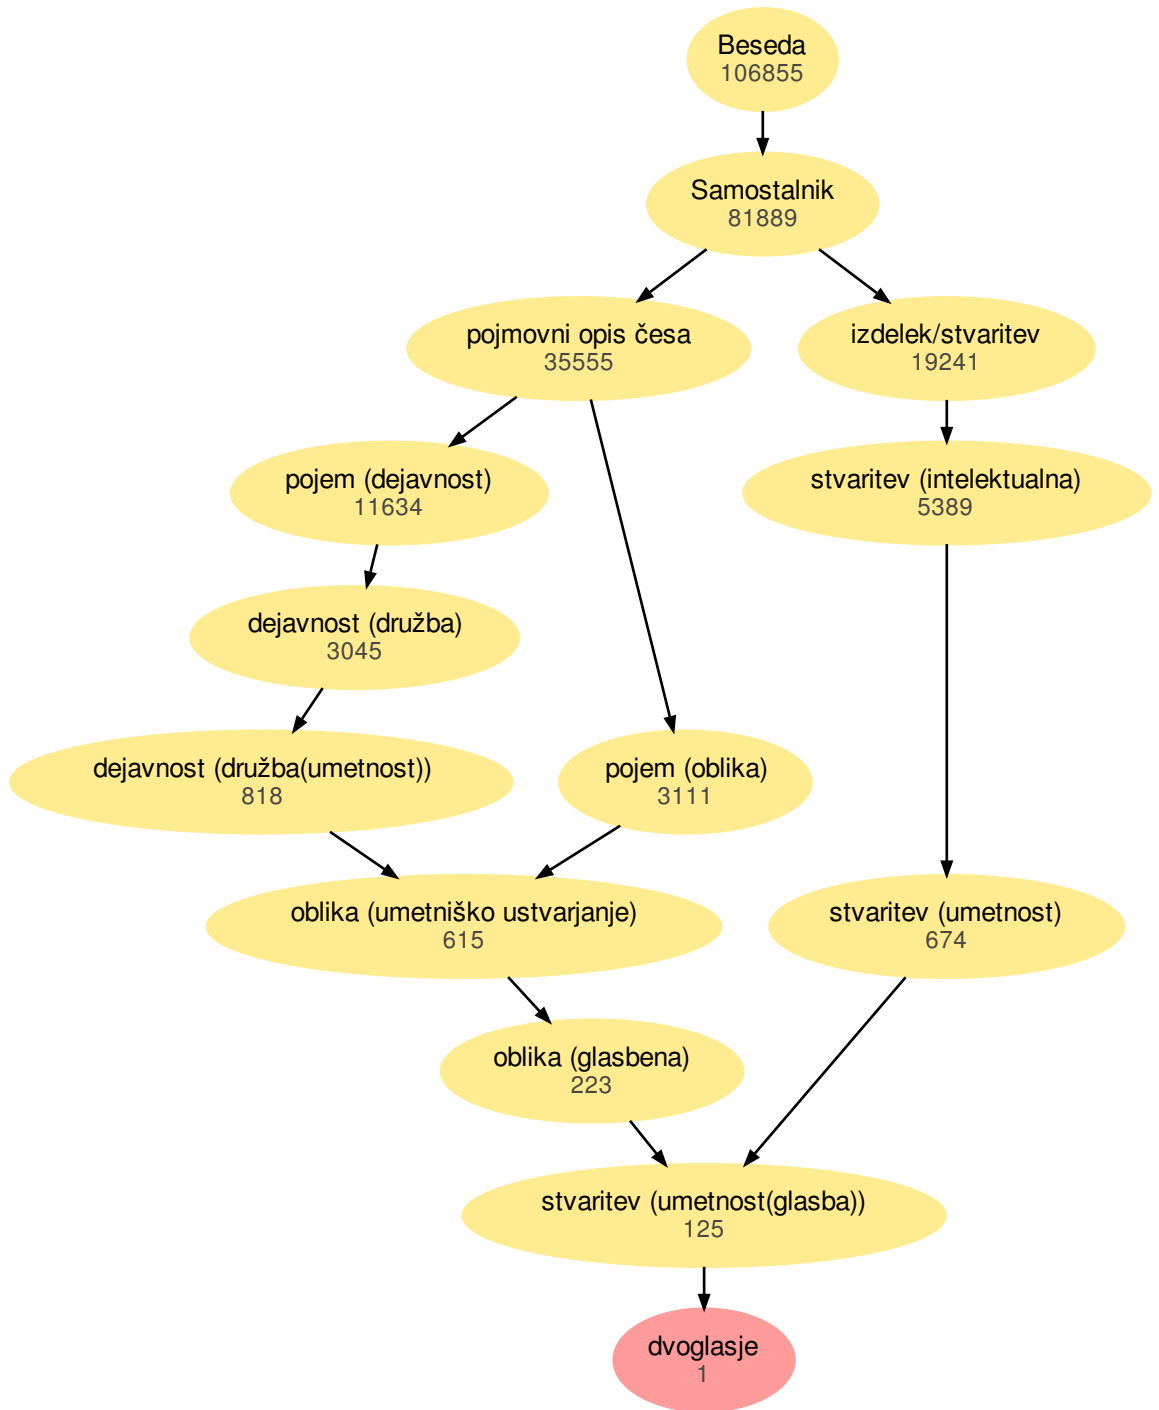 Beseda
106855
Samostalnik
81889
pojmovni opis česa
35555
izdelek/stvaritev
19241
pojem (dejavnost)
11634
stvaritev (intelektualna)
5389
dejavnost (družba)
3045
dejavnost (družba(umetnost))
818
pojem (oblika)
3111
oblika (umetniško ustvarjanje)
615
stvaritev (umetnost)
674
oblika (glasbena)
223
stvaritev (umetnost(glasba))
125
dvoglasje
1